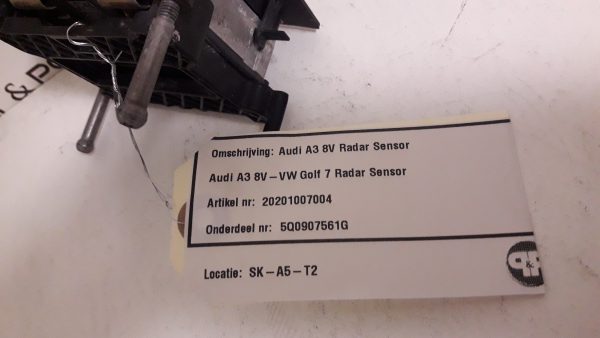 & P
Omschrijving: Audi A3 8V Radar Sensor
Audi A3 8V-VW Golf 7 Radar Sensor
Artikel nr: 20201007004
Onderdeel nr: 5Q0907561G
Locatie: SK-A5-T2